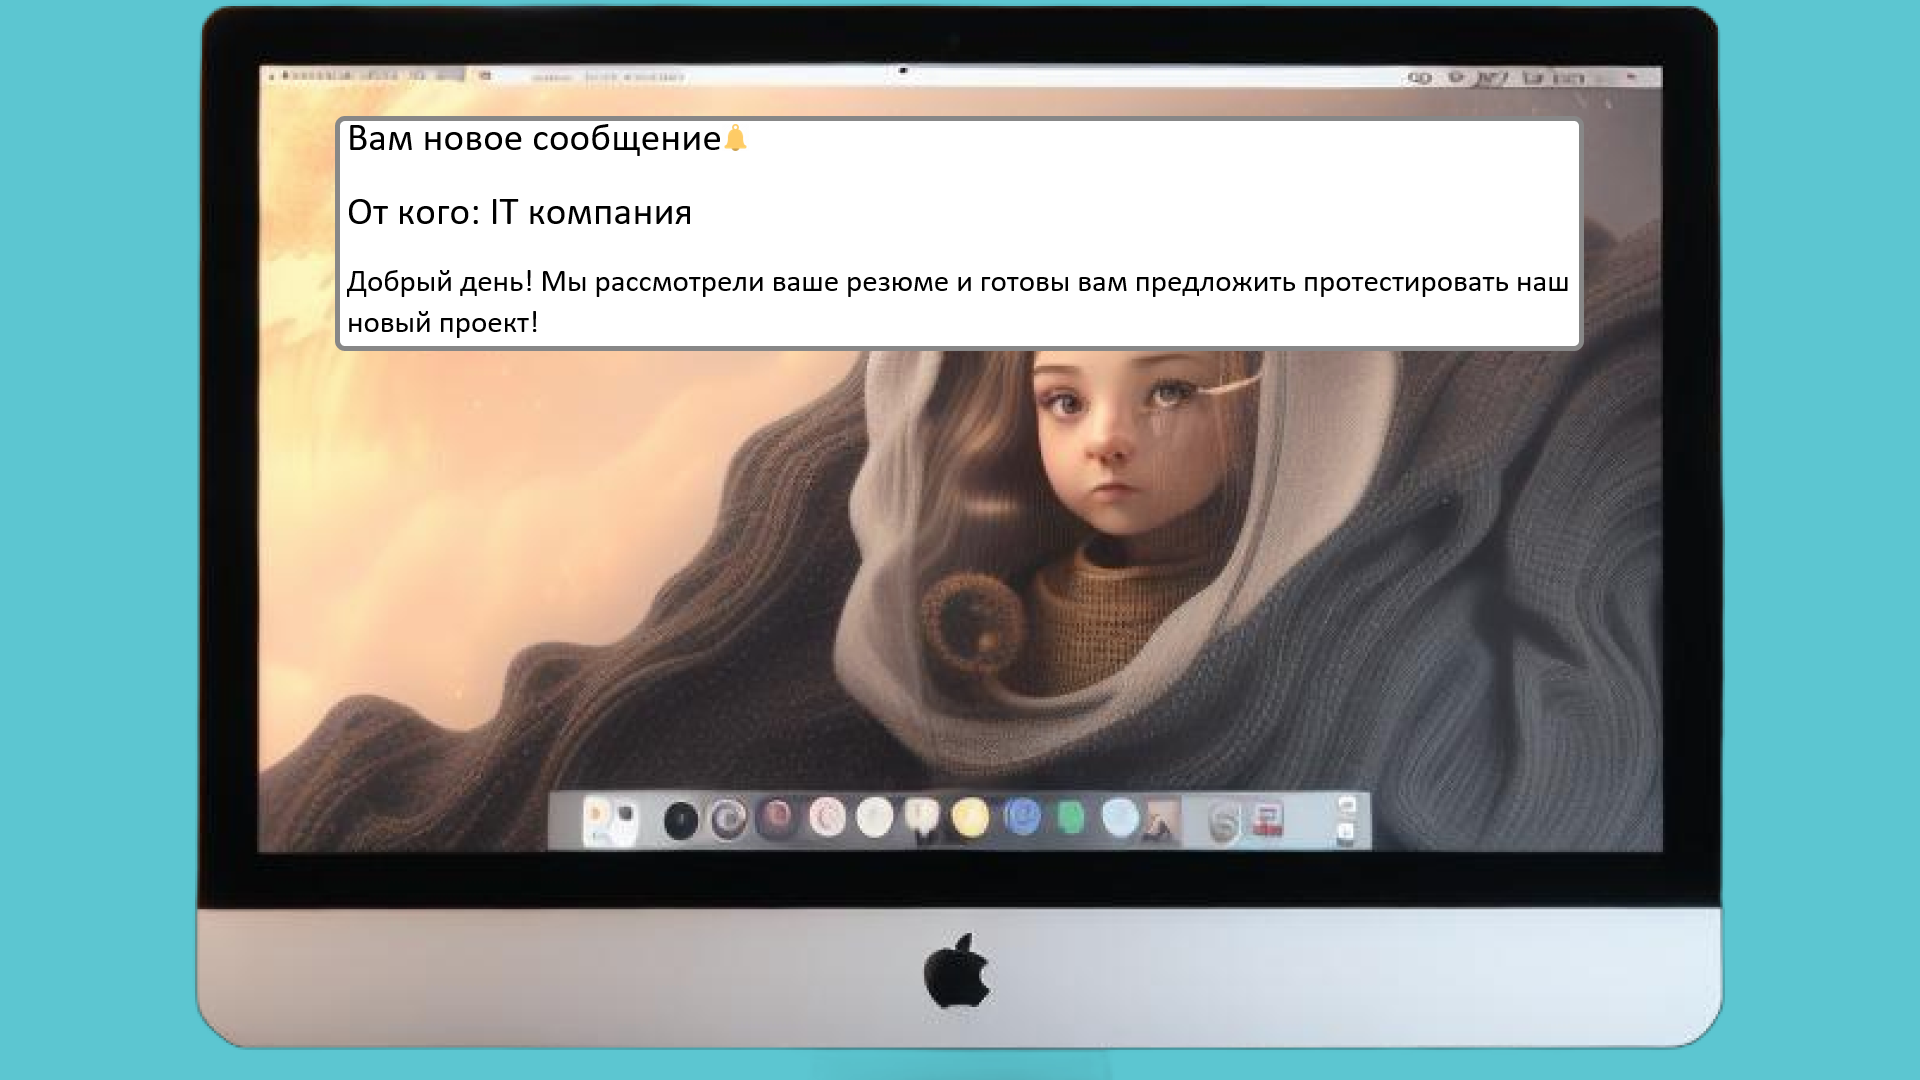 Вам новое сообщение🔔
От кого: IT компания
Добрый день! Мы рассмотрели ваше резюме и готовы вам предложить протестировать наш
новый проект!